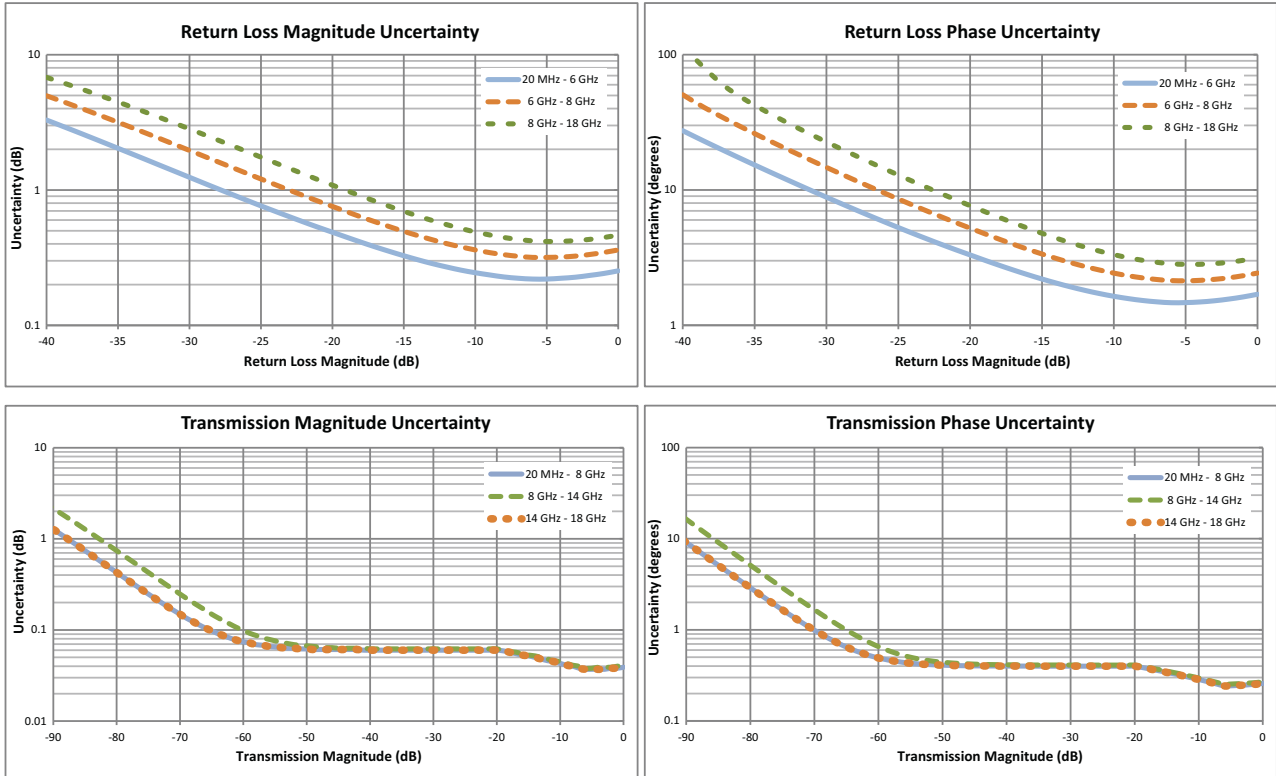 Return Loss Magnitude Uncertainty
10
1
0.1
Uncertainty (dB)
20 MHz - 6 GHz
6 GHz - 8 GHz
8 GHz - 18 GHz
-40 -35 -30 -25 -20 -15 -10 -5 0
Return Loss Magnitude (dB)
Return Loss Phase Uncertainty
100
10
1
Uncertainty (degrees)
20 MHz - 6 GHz
6 GHz - 8 GHz
8 GHz - 18 GHz
-40 -35 -30 -25 -20 -15 -10 -5 0
Return Loss Magnitude (dB)
Transmission Magnitude Uncertainty
10
1
0.1
0.01
Uncertainty (dB)
20 MHz - 8 GHz
8 GHz - 14 GHz
14 GHz - 18 GHz
-90 -80 -70 -60 -50 -40 -30 -20 -10 0
Transmission Magnitude (dB)
Transmission Phase Uncertainty
100
10
1
0.1
Uncertainty (degrees)
20 MHz - 8 GHz
8 GHz - 14 GHz
14 GHz - 18 GHz
-90 -80 -70 -60 -50 -40 -30 -20 -10 0
Transmission Magnitude (dB)